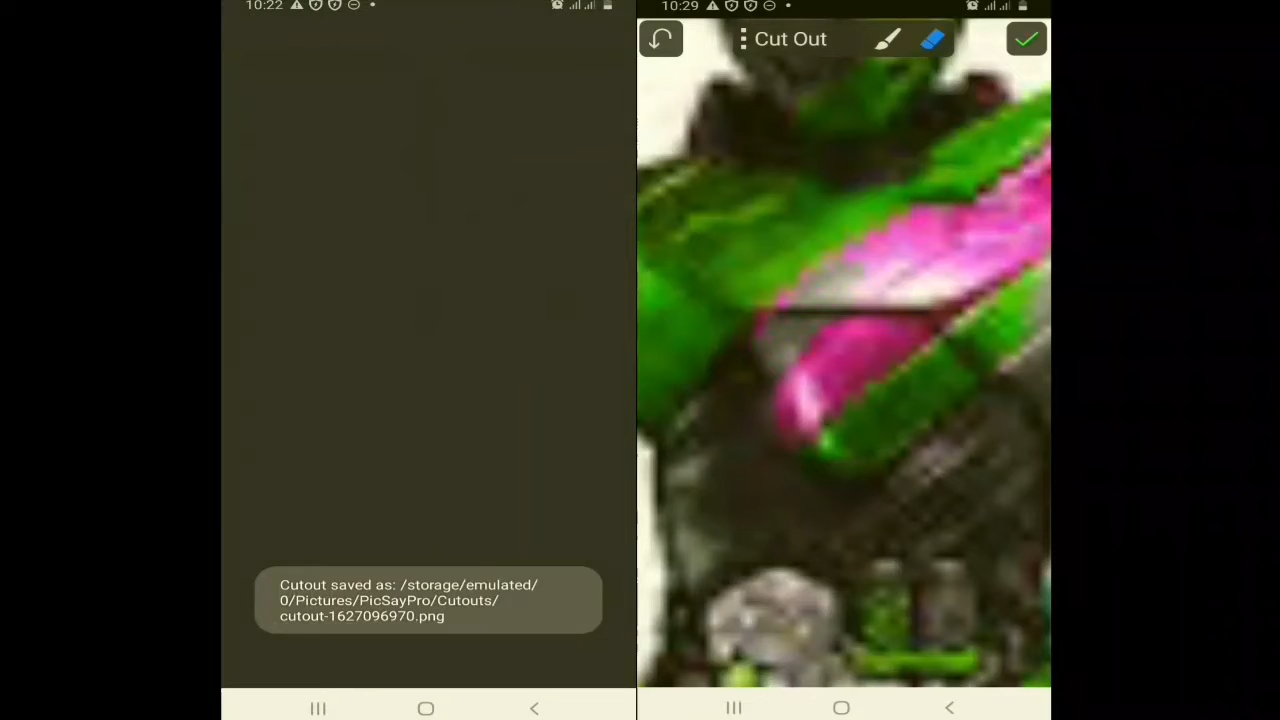 10:22
Cutout saved as: /storage/emulated/
0/Pictures/PicSayPro/Cutouts/
cutout-1627096970.png
10:29
Cut Out